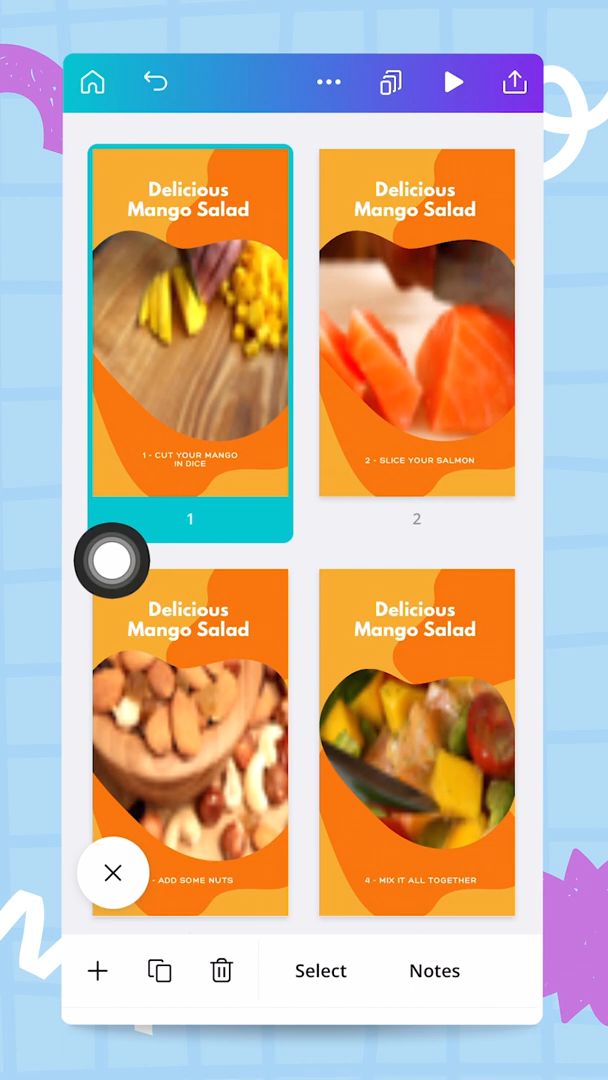 Delicious
Mango Salad
1 - CUT YOUR MANGO
IN DICE
1
Delicious
Mango Salad
2 - SLICE YOUR SALMON
2
Delicious
Mango Salad
- ADD SOME NUTS
Delicious
Mango Salad
4 - MIX IT ALL TOGETHER
Select
Notes